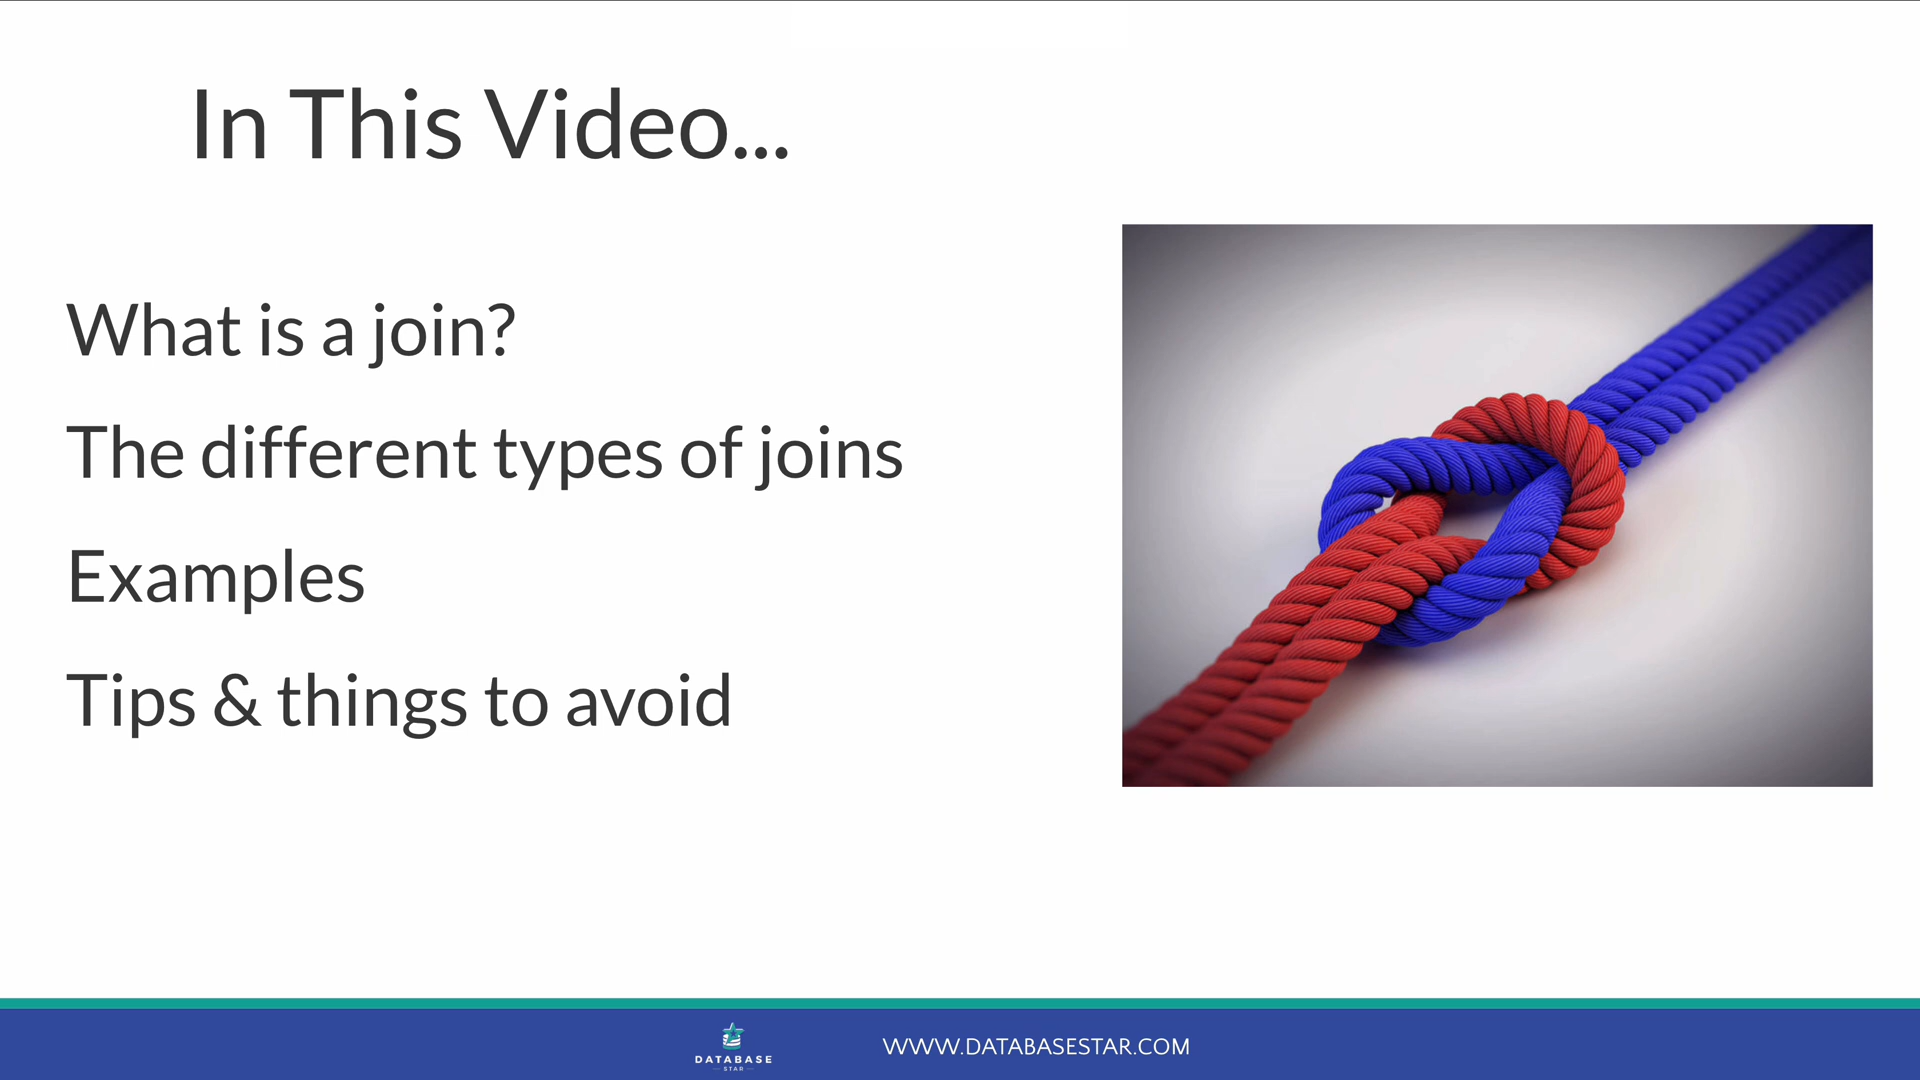 In This Video...
What is a join?
The different types of joins
Examples
Tips & things to avoid
DATABASE
STAR
WWW.DATABASESTAR.COM